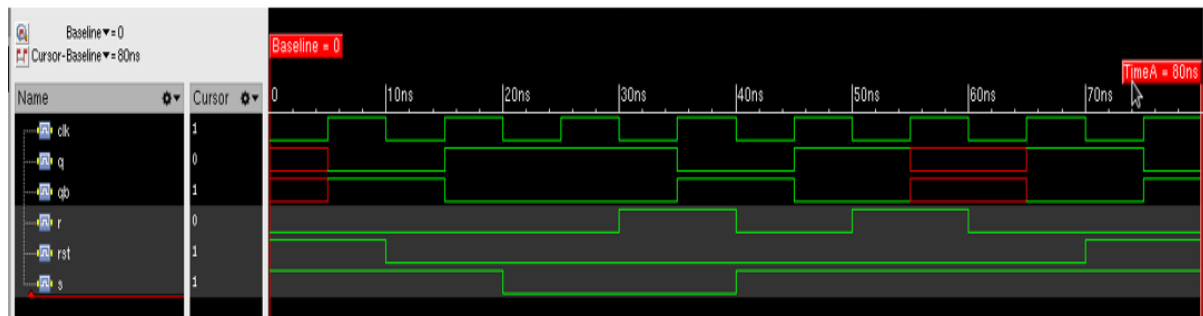 Baseline▼= 0
Cursor-Baseline▼= 80ns
Baseline = 0
TimeA = 80ns
Name
Cursor
0
10ns
20ns
30ns
40ns
50ns
60ns
70ns
clk
1
q
0
qb
1
r
0
rst
1
s
1